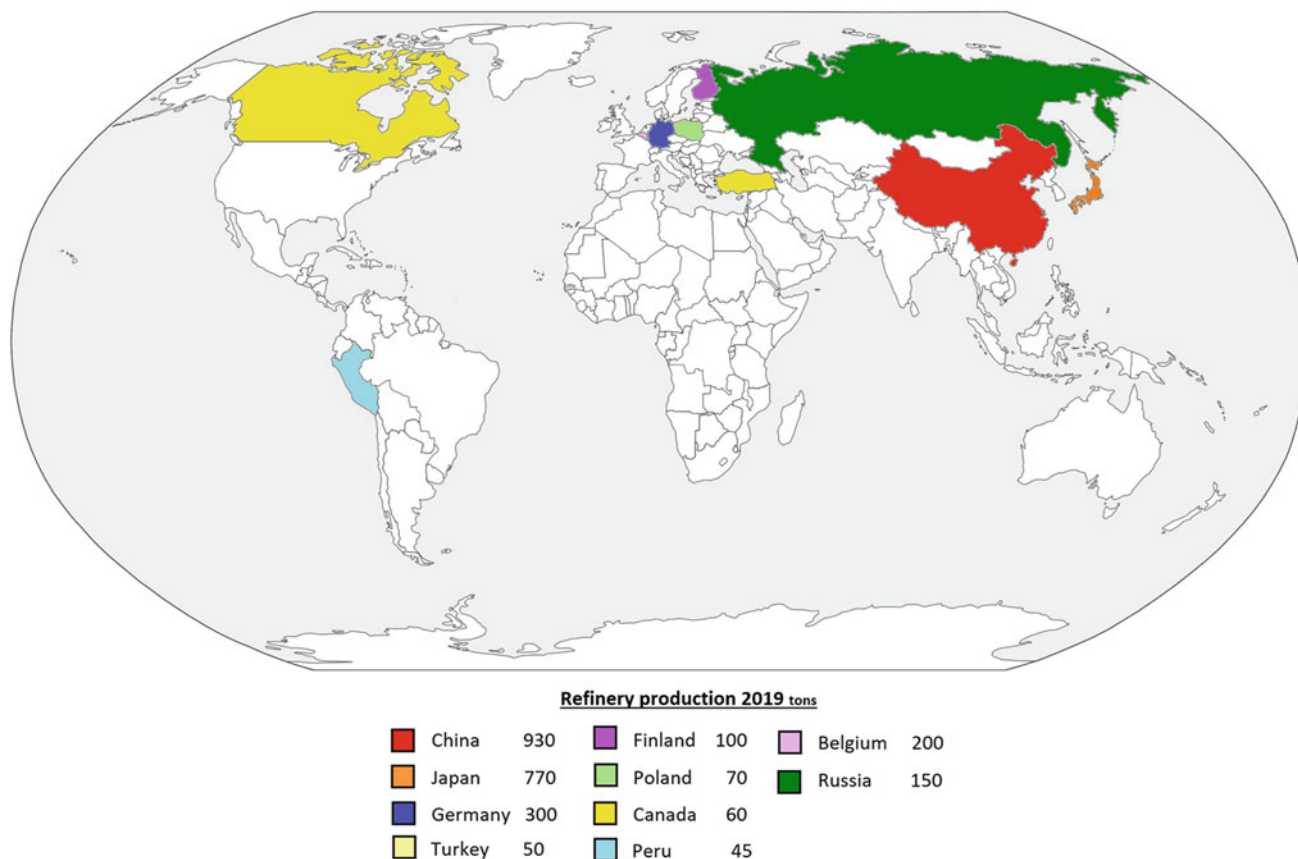 Refinery production 2019 tons
China 930
Japan 770
Germany 300
Turkey 50
Finland 100
Poland 70
Canada 60
Peru 45
Belgium 200
Russia 150